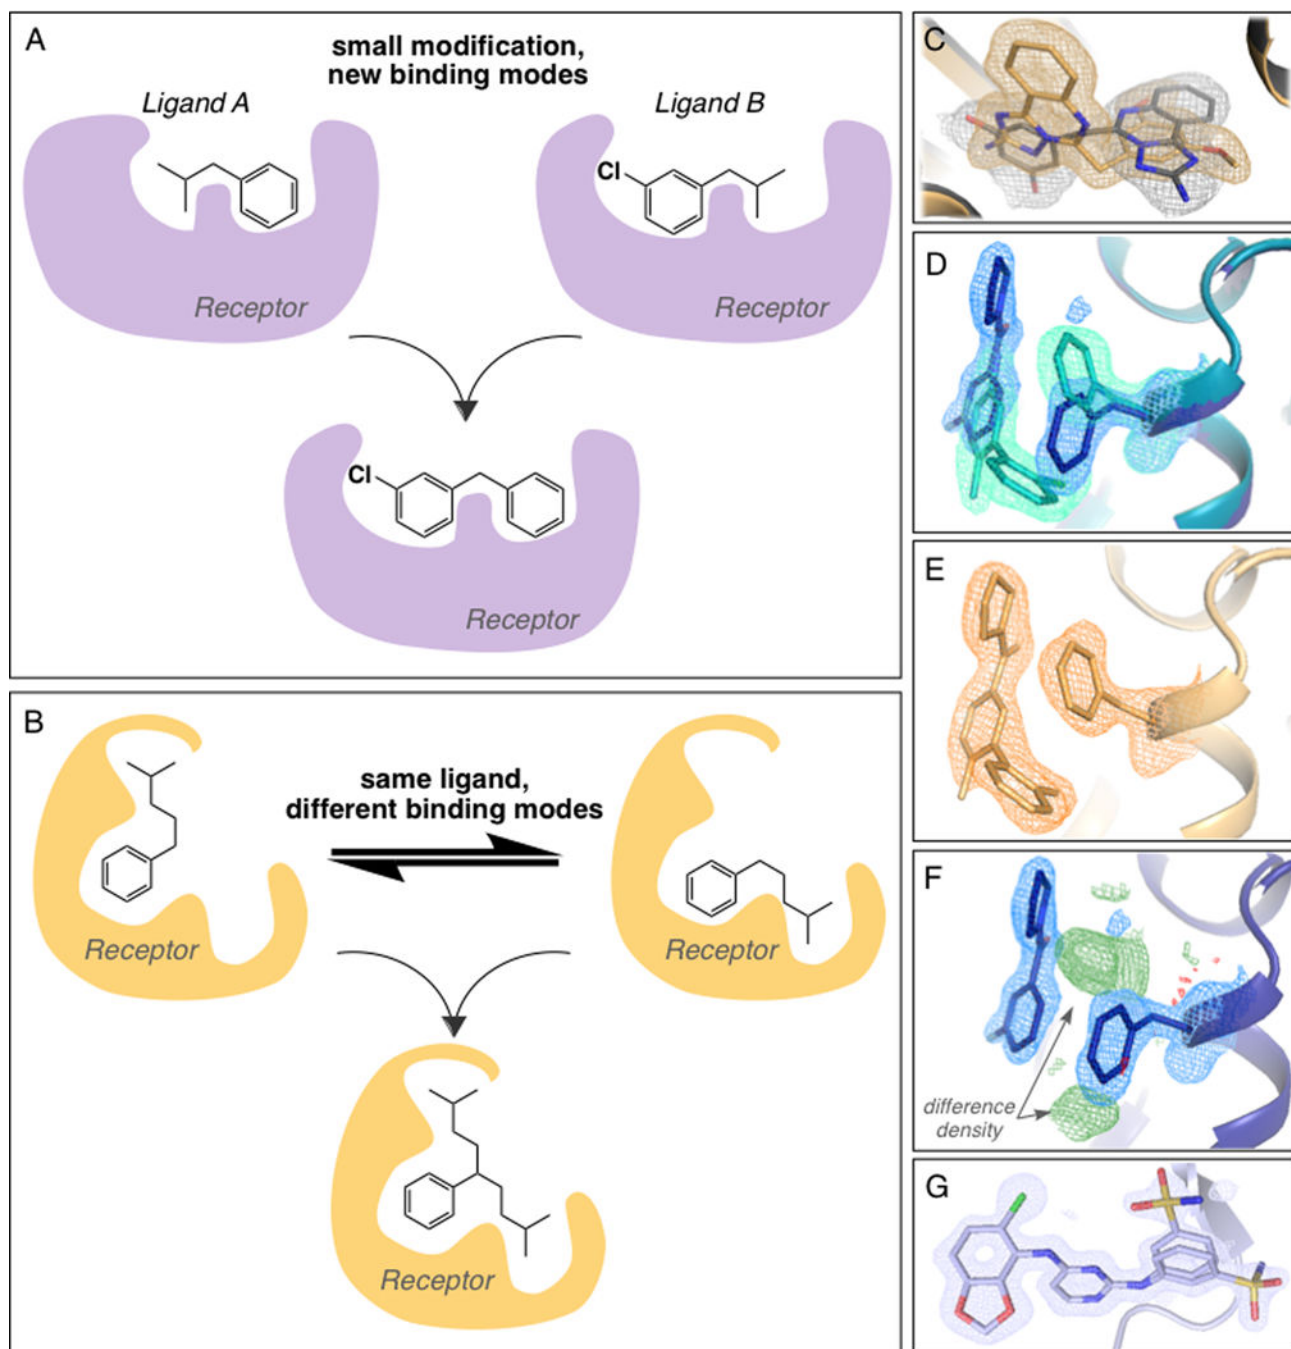 A
small modification,
new binding modes
Ligand A
Ligand B
Cl
Receptor
Receptor
Cl
Receptor
B
same ligand,
different binding modes
Receptor
Receptor
Receptor
C
D
E
F
difference
density
G